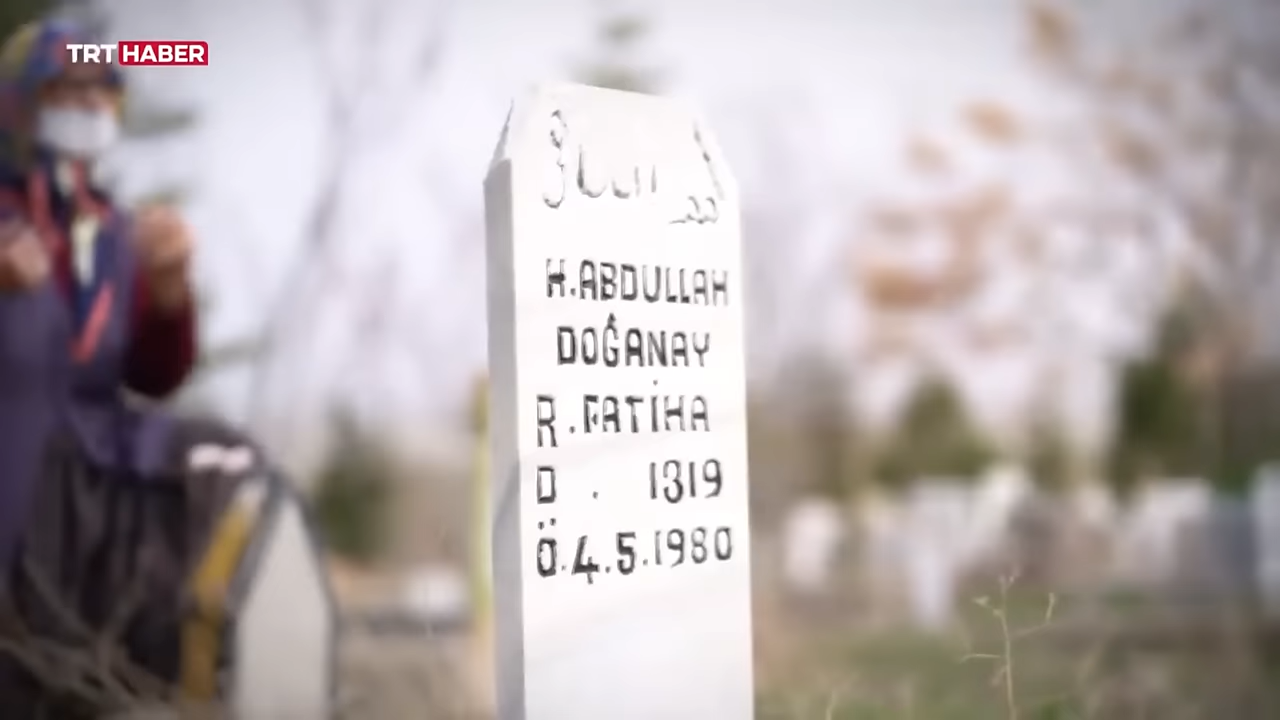 TRT HABER
H.ABDULLAH
DOĞANAY
R.FATİHA
D . 1319
Ö.4.5.1980